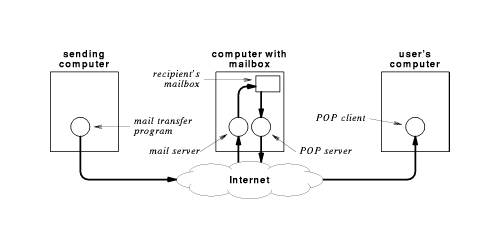 sending
computer
computer with
mailbox
user's
computer
recipient's
mailbox
mail transfer
program
POP client
mail server
POP server
Internet